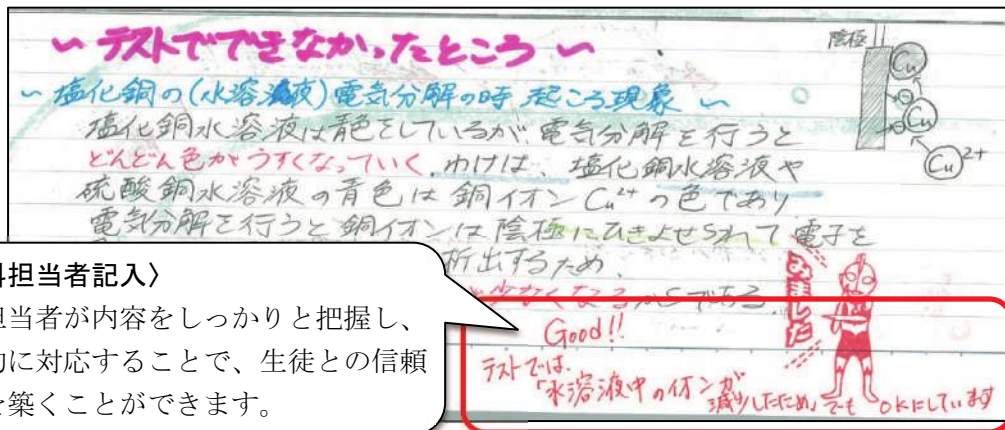 ～ テストでできなかったところ ～
～ 塩化銅の(水溶液)電気分解の時 起こる現象 ～
塩化銅水溶液は青色をしているが、電気分解を行うと
どんどん色がうすくなっていく。わけは、塩化銅水溶液や
硫酸銅水溶液の青色は銅イオン Cu²⁺ の色であり
電気分解を行うと銅イオンは陰極にひきよせられて電子を
析出するため、
少なくなるからである。
陰極
Cu
⊖
Cu
⊖
Cu²⁺
担当者記入〉
担当者が内容をしっかりと把握し、
に対応することで、生徒との信頼
を築くことができます。
みました
Good!!
テストでは、
「水溶液中のイオンが
減少したため」でも OKにしています